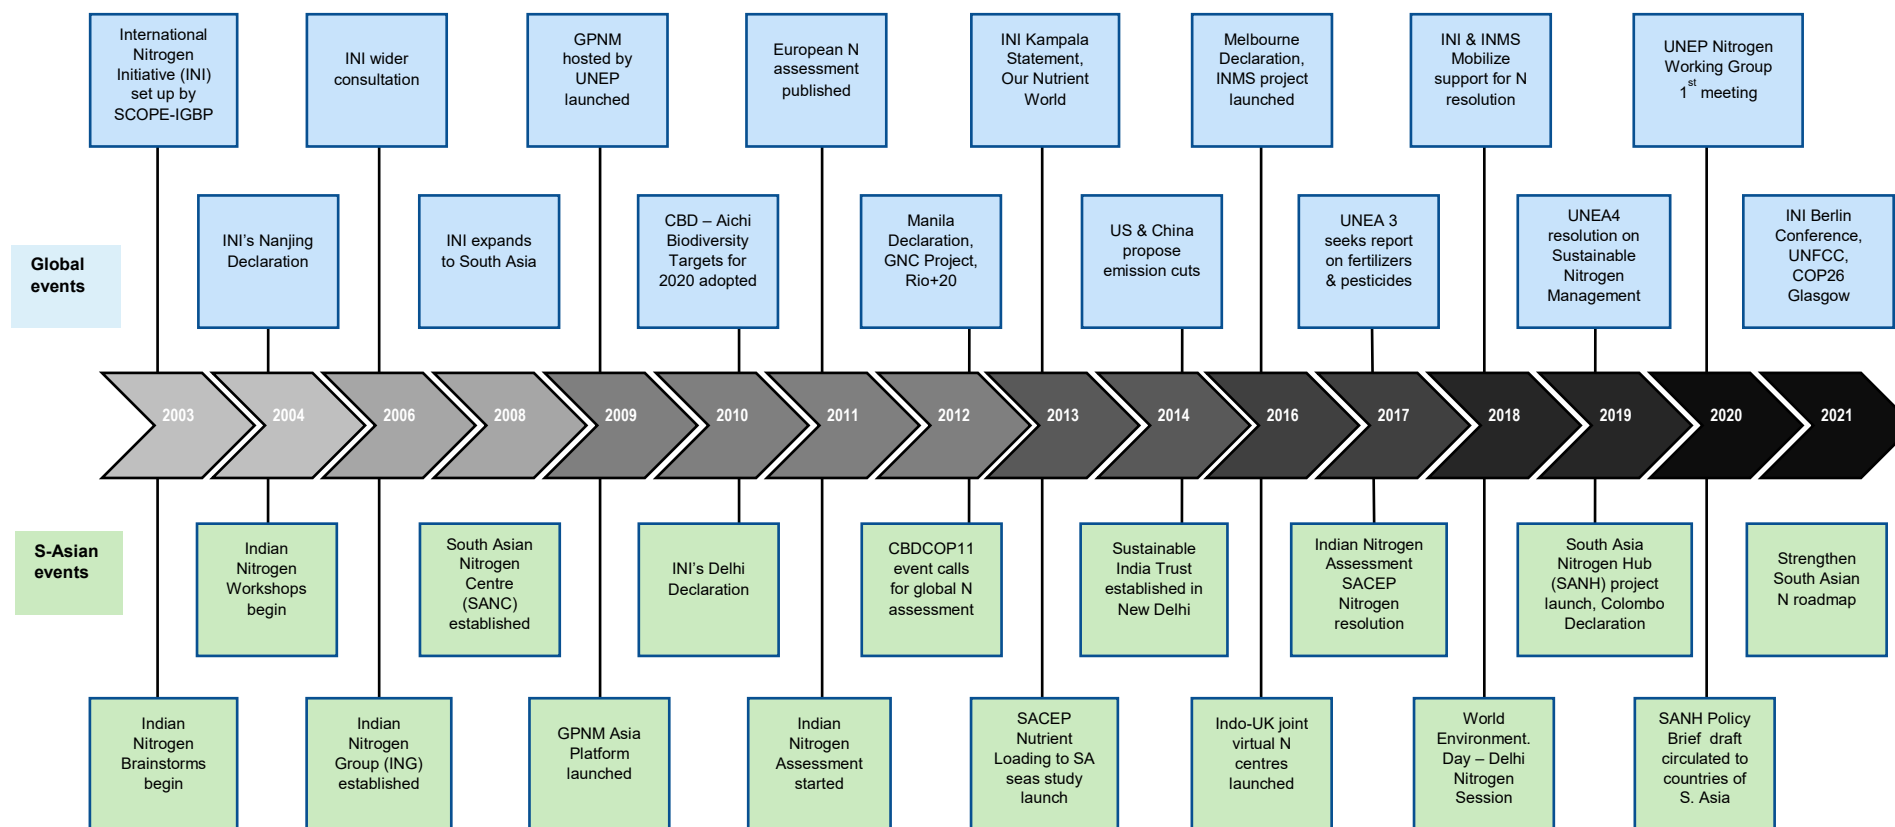 International
Nitrogen
Initiative (INI)
set up by
SCOPE-IGBP
INI wider
consultation
GPNM
hosted by
UNEP
launched
European N
assessment
published
INI Kampala
Statement,
Our Nutrient
World
Melbourne
Declaration,
INMS project
launched
INI & INMS
Mobilize
support for N
resolution
UNEP Nitrogen
Working Group
1st meeting
Global
events
INI's Nanjing
Declaration
INI expands
to South Asia
CBD – Aichi
Biodiversity
Targets for
2020 adopted
Manila
Declaration,
GNC Project,
Rio+20
US & China
propose
emission cuts
UNEA 3
seeks report
on fertilizers
& pesticides
UNEA4
resolution on
Sustainable
Nitrogen
Management
INI Berlin
Conference,
UNFCC,
COP26
Glasgow
2003
2004
2006
2008
2009
2010
2011
2012
2013
2014
2016
2017
2018
2019
2020
2021
S-Asian
events
Indian
Nitrogen
Workshops
begin
South Asian
Nitrogen
Centre
(SANC)
established
INI's Delhi
Declaration
CBDCOP11
event calls
for global N
assessment
Sustainable
India Trust
established in
New Delhi
Indian Nitrogen
Assessment
SACEP
Nitrogen
resolution
South Asia
Nitrogen Hub
(SANH) project
launch, Colombo
Declaration
Strengthen
South Asian
N roadmap
Indian
Nitrogen
Brainstorms
begin
Indian
Nitrogen
Group (ING)
established
GPNM Asia
Platform
launched
Indian
Nitrogen
Assessment
started
SACEP
Nutrient
Loading to SA
seas study
launch
Indo-UK joint
virtual N
centres
launched
World
Environment.
Day – Delhi
Nitrogen
Session
SANH Policy
Brief draft
circulated to
countries of
S. Asia